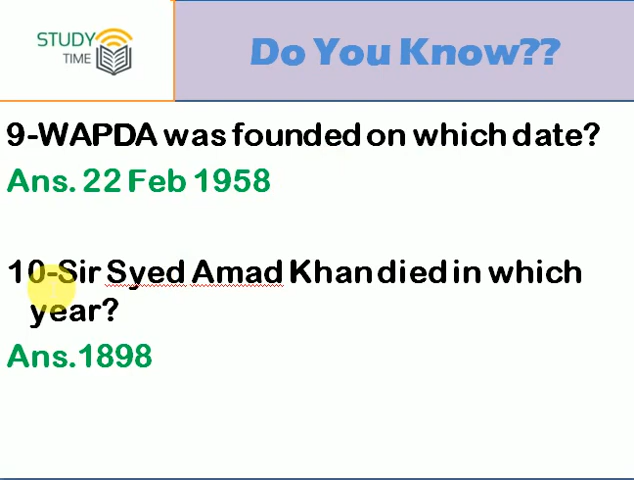 STUDY
TIME
Do You Know??
9-WAPDA was founded on which date?
Ans. 22 Feb 1958
10-Sir Syed Amad Khan died in which
year?
Ans.1898